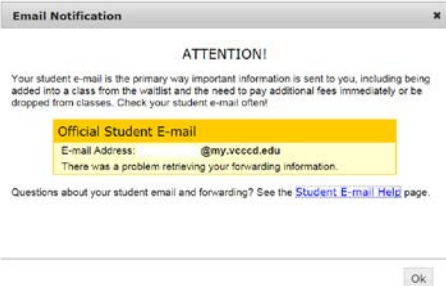 Email Notification ×
ATTENTION!
Your student e-mail is the primary way important information is sent to you, including being
added into a class from the waitlist and the need to pay additional fees immediately or be
dropped from classes. Check your student e-mail often!
Official Student E-mail
E-mail Address: @my.vcccd.edu
There was a problem retrieving your forwarding information.
Questions about your student email and forwarding? See the Student E-mail Help page.
Ok